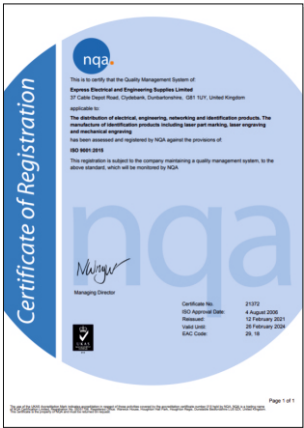 Certificate of Registration
nqa.
This is to certify that the Quality Management System of:
Express Electrical and Engineering Supplies Limited
37 Cable Depot Road, Clydebank, Dunbartonshire, G81 1UY, United Kingdom
applicable to:
The distribution of electrical, engineering, networking and identification products. The
manufacture of identification products including laser part marking, laser engraving
and mechanical engraving
has been assessed and registered by NQA against the provisions of:
ISO 9001:2015
This registration is subject to the company maintaining a quality management system, to the
above standard, which will be monitored by NQA
nqa
Managing Director
Certificate No. 21372
ISO Approval Date: 4 August 2006
Reissued: 12 February 2021
Valid Until: 28 February 2024
EAC Code: 29, 18
UKAS
Page 1 of 1